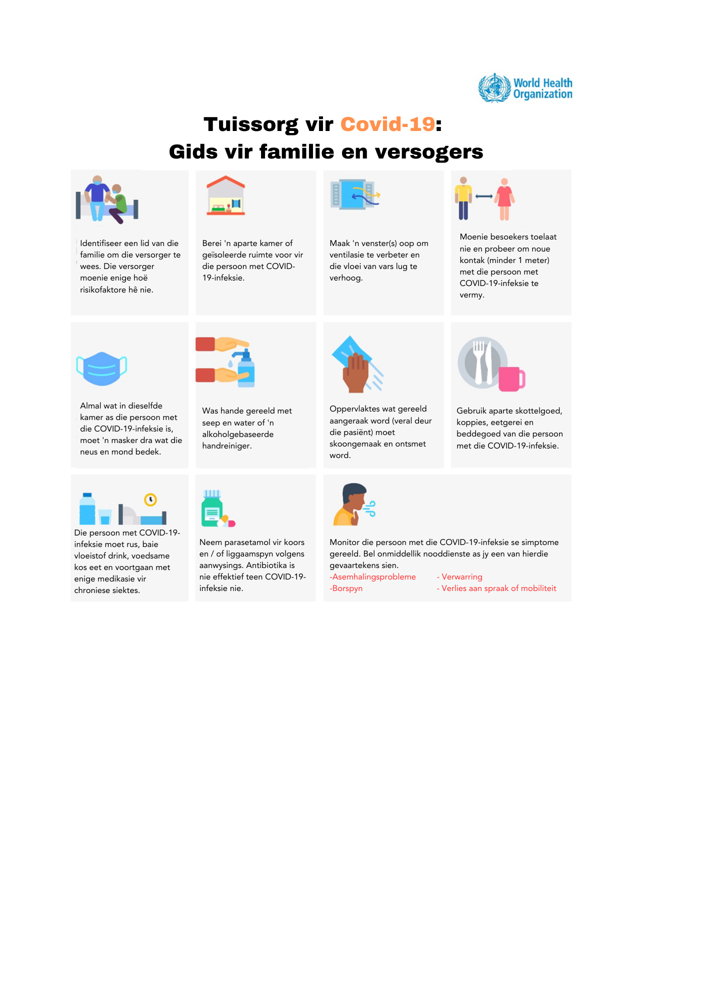 World Health
Organization
Tuissorg vir Covid-19:
Gids vir familie en versogers
Identifiseer een lid van die
familie om die versorger te
wees. Die versorger
moenie enige hoë
risikofaktore hê nie.
Berei 'n aparte kamer of
geïsoleerde ruimte voor vir
die persoon met COVID-
19-infeksie.
Maak 'n venster(s) oop om
ventilasie te verbeter en
die vloei van vars lug te
verhoog.
Moenie besoekers toelaat
nie en probeer om noue
kontak (minder 1 meter)
met die persoon met
COVID-19-infeksie te
vermy.
Almal wat in dieselfde
kamer as die persoon met
die COVID-19-infeksie is,
moet 'n masker dra wat die
neus en mond bedek.
Was hande gereeld met
seep en water of 'n
alkoholgebaseerde
handreiniger.
Oppervlaktes wat gereeld
aangeraak word (veral deur
die pasiënt) moet
skoongemaak en ontsmet
word.
Gebruik aparte skottelgoed,
koppies, eetgerei en
beddegoed van die persoon
met die COVID-19-infeksie.
Die persoon met COVID-19-
infeksie moet rus, baie
vloeistof drink, voedsame
kos eet en voortgaan met
enige medikasie vir
chroniese siektes.
Neem parasetamol vir koors
en / of liggaamspyn volgens
aanwysings. Antibiotika is
nie effektief teen COVID-19-
infeksie nie.
Monitor die persoon met die COVID-19-infeksie se simptome
gereeld. Bel onmiddellik nooddienste as jy een van hierdie
gevaartekens sien.
-Asemhalingsprobleme - Verwarring
-Borspyn - Verlies aan spraak of mobiliteit